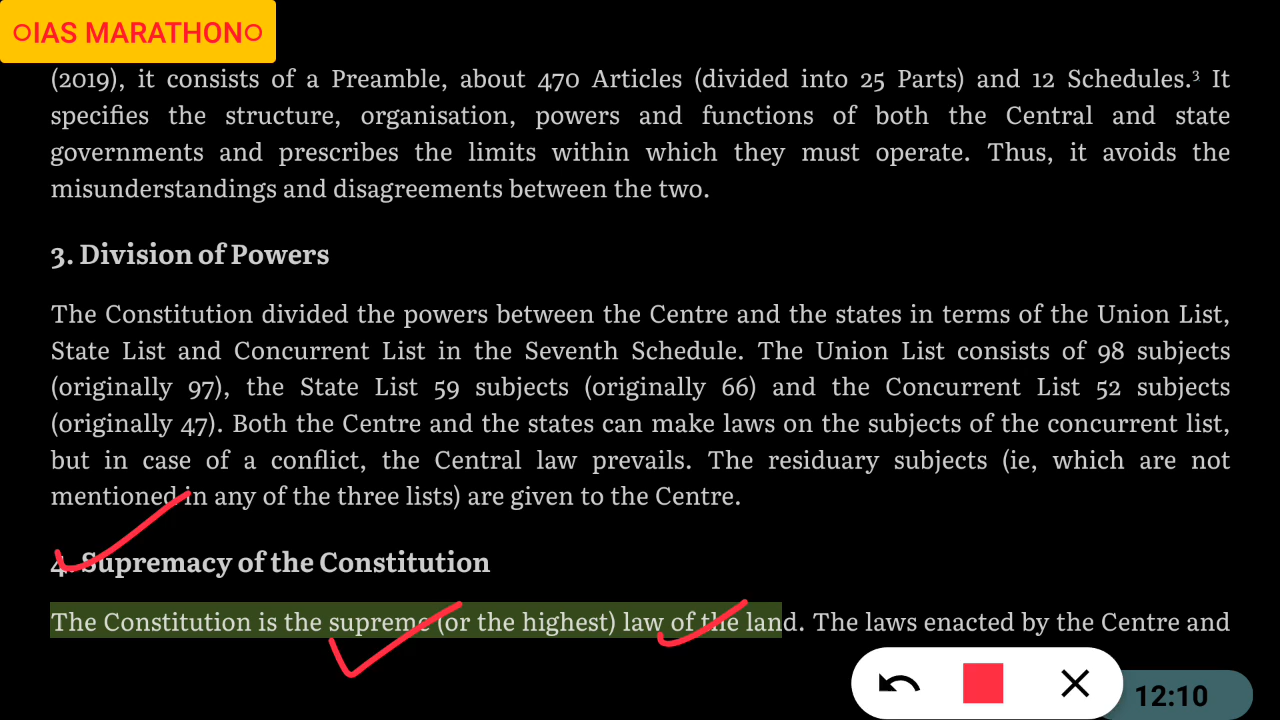 ○IAS MARATHON○
(2019), it consists of a Preamble, about 470 Articles (divided into 25 Parts) and 12 Schedules.³ It
specifies the structure, organisation, powers and functions of both the Central and state
governments and prescribes the limits within which they must operate. Thus, it avoids the
misunderstandings and disagreements between the two.
3. Division of Powers
The Constitution divided the powers between the Centre and the states in terms of the Union List,
State List and Concurrent List in the Seventh Schedule. The Union List consists of 98 subjects
(originally 97), the State List 59 subjects (originally 66) and the Concurrent List 52 subjects
(originally 47). Both the Centre and the states can make laws on the subjects of the concurrent list,
but in case of a conflict, the Central law prevails. The residuary subjects (ie, which are not
mentioned in any of the three lists) are given to the Centre.
4. Supremacy of the Constitution
The Constitution is the supreme (or the highest) law of the land. The laws enacted by the Centre and
12:10